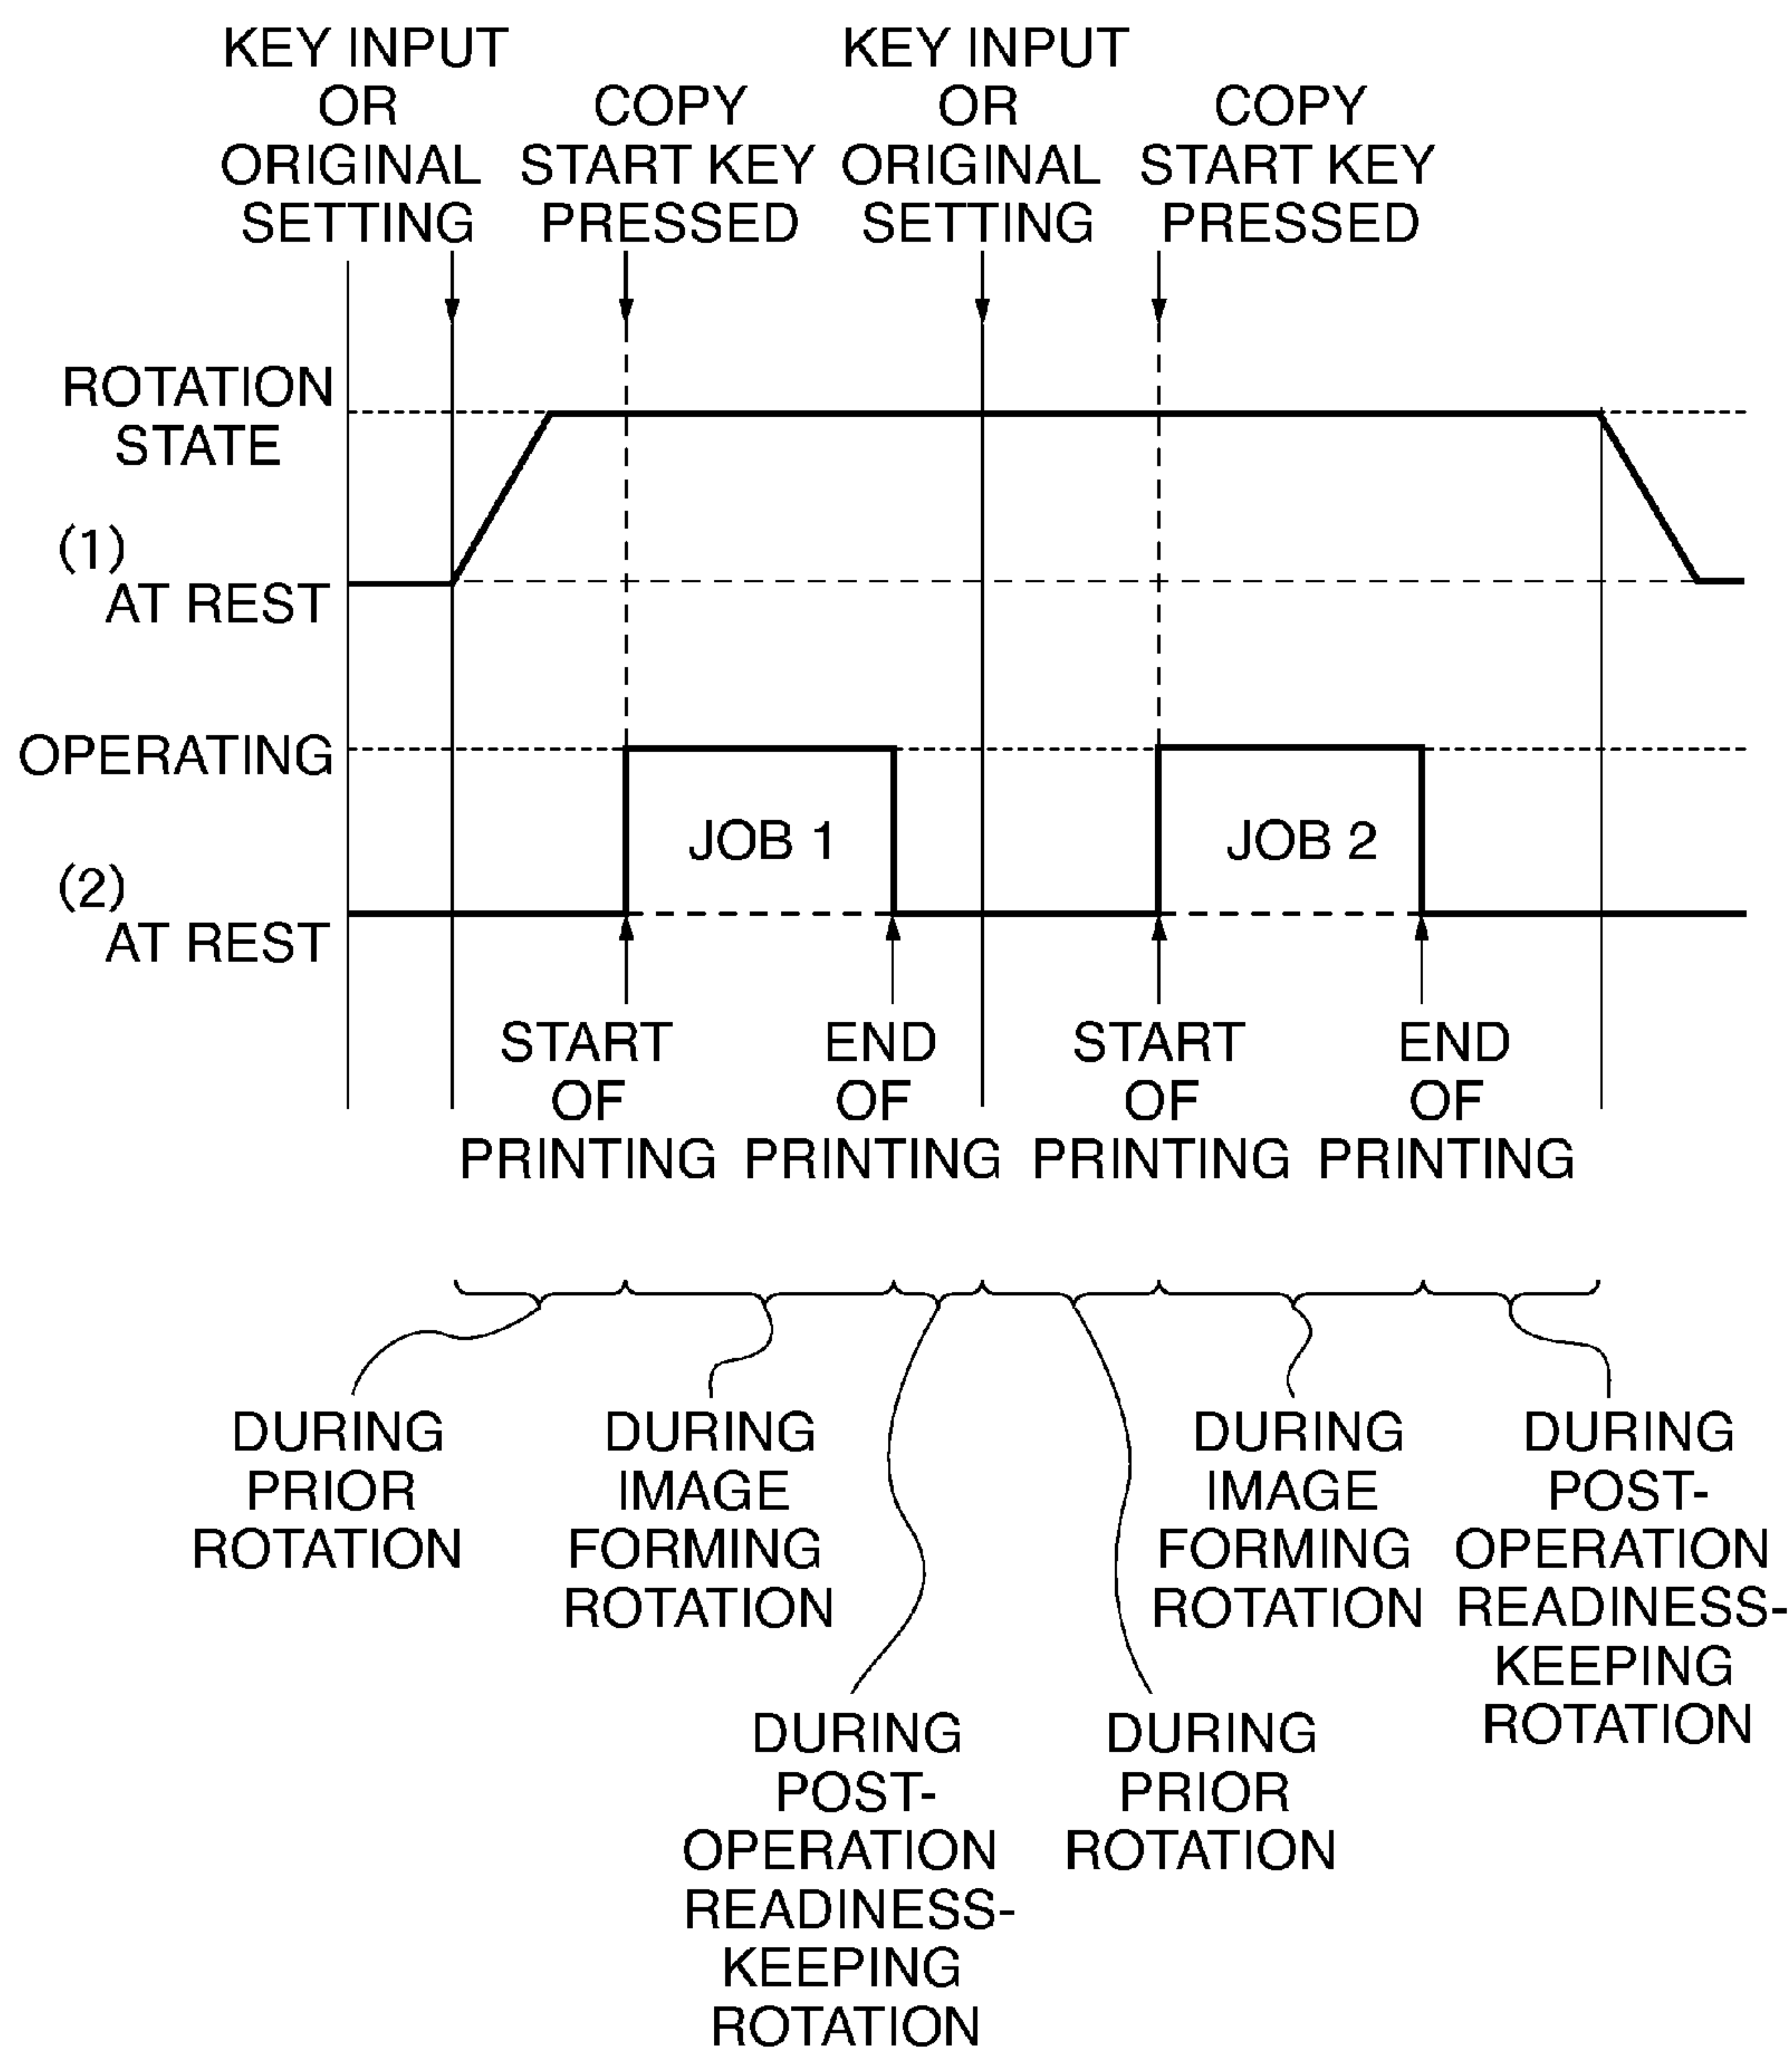 KEY INPUT
OR
ORIGINAL
SETTING
COPY
START KEY
PRESSED
KEY INPUT
OR
ORIGINAL
SETTING
COPY
START KEY
PRESSED
ROTATION
STATE
(1)
AT REST
OPERATING
JOB 1
JOB 2
(2)
AT REST
START
OF
PRINTING
END
OF
PRINTING
START
OF
PRINTING
END
OF
PRINTING
DURING
PRIOR
ROTATION
DURING
IMAGE
FORMING
ROTATION
DURING
POST-
OPERATION
READINESS-
KEEPING
ROTATION
DURING
PRIOR
ROTATION
DURING
IMAGE
FORMING
ROTATION
DURING
POST-
OPERATION
READINESS-
KEEPING
ROTATION